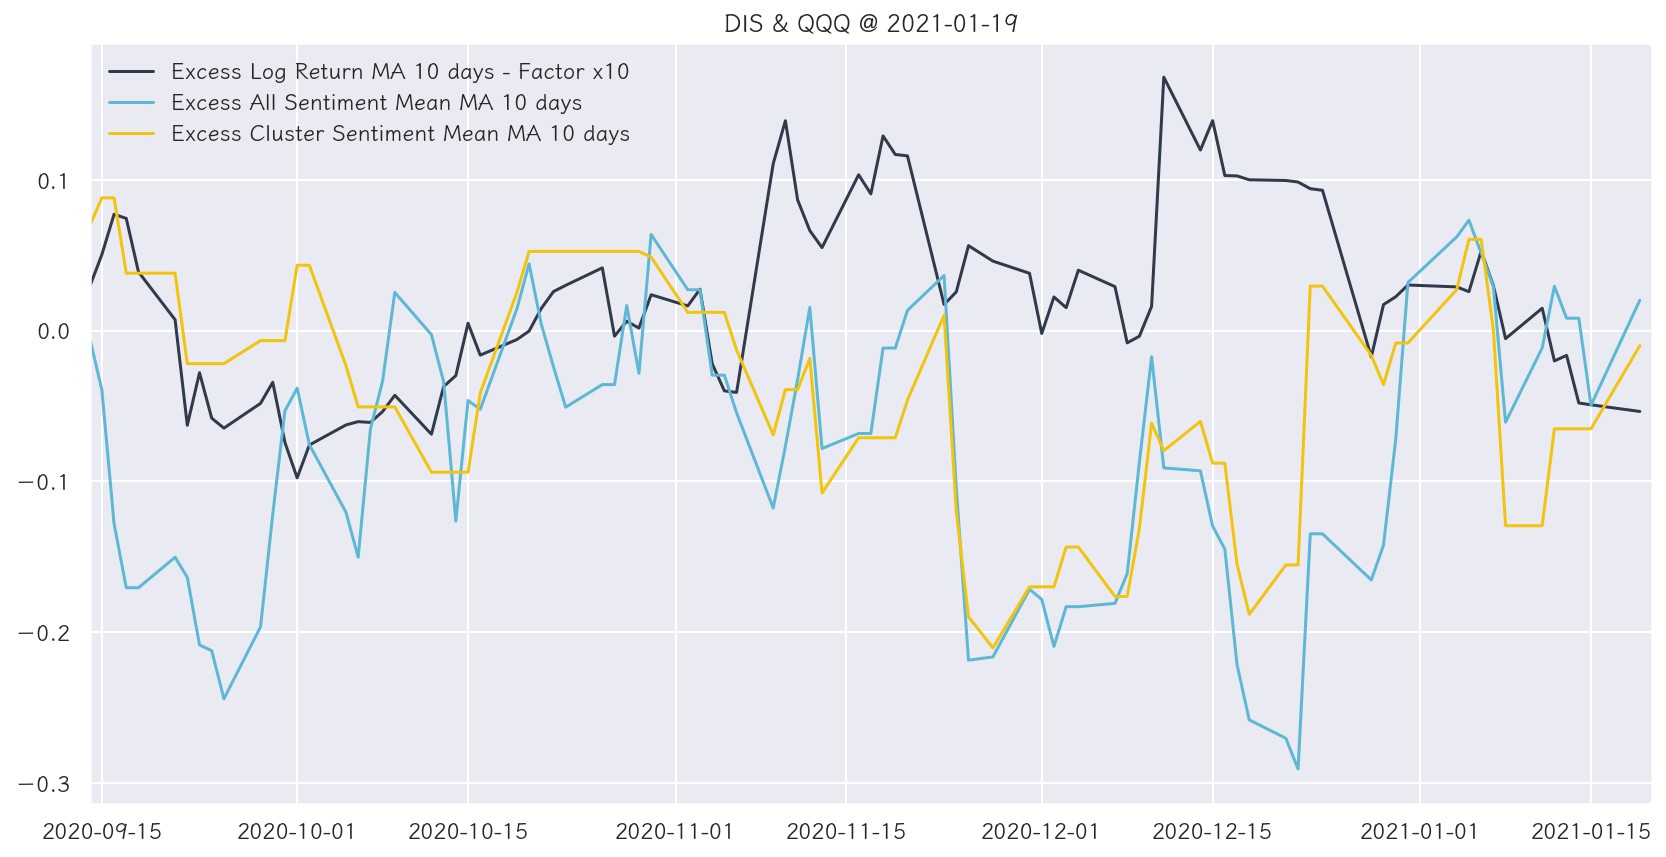 DIS & QQQ @ 2021-01-19
Excess Log Return MA 10 days - Factor x10
Excess All Sentiment Mean MA 10 days
Excess Cluster Sentiment Mean MA 10 days
0.1
0.0
−0.1
−0.2
−0.3
2020-09-15 2020-10-01 2020-10-15 2020-11-01 2020-11-15 2020-12-01 2020-12-15 2021-01-01 2021-01-15